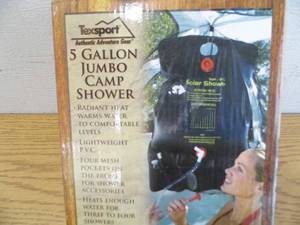 Texsport
Authentic Adventure Gear
5 GALLON
JUMBO
CAMP
SHOWER
- RADIANT HEAT
WARMS WATER
TO COMFORTABLE
LEVELS
- LIGHTWEIGHT
P.V.C.
- FOUR MESH
POCKETS ON
THE FRONT
FOR SHOWER
ACCESSORIES
- HEATS ENOUGH
WATER FOR
THREE TO FOUR
SHOWERS
Solar Shower